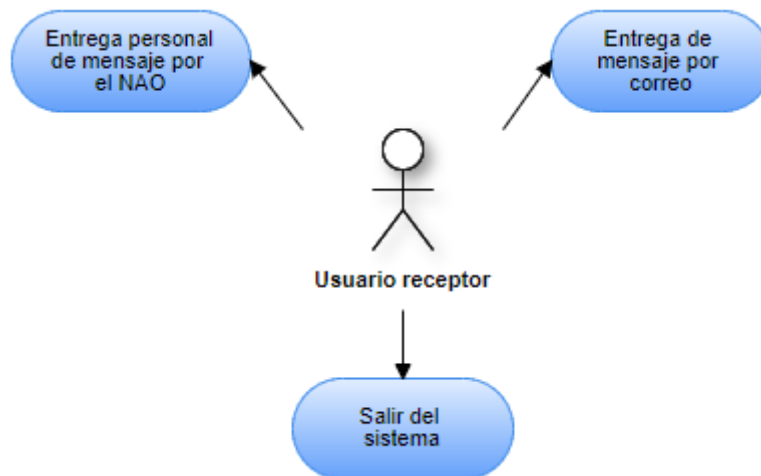 Entrega personal
de mensaje por
el NAO
Entrega de
mensaje por
correo
Usuario receptor
Salir del
sistema